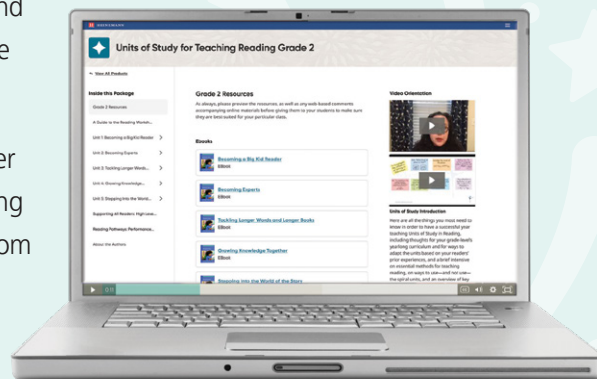 nd
e
er
ng
om
HEINEMANN
Units of Study for Teaching Reading Grade 2
View All Products
Inside this Package
Grade 2 Resources
A Guide to the Reading Worksh...
Unit 1: Becoming a Big Kid Reader
Unit 2: Becoming Experts
Unit 3: Tackling Longer Words...
Unit 4: Growing Knowledge...
Unit 5: Stepping into the Worl...
Supporting All Readers: High-Leve...
Reading Pathways: Performance...
About the Authors
Grade 2 Resources
As always, please preview the resources, as well as any web-based comments
accompanying online materials before giving them to your students to make sure
they are best suited for your particular class.
Ebooks
Becoming a Big Kid Reader
EBook
Becoming Experts
EBook
Tackling Longer Words and Longer Books
EBook
Growing Knowledge Together
EBook
Stepping into the World of the Story
Video Orientation
Units of Study Introduction
Here are all the things you most need to
know in order to have a successful year
teaching Units of Study in Reading,
including thoughts for your grade level's
yearlong curriculum and for ways to
adapt the units based on your readers'
prior experiences, and a brief intensive
on essential methods for teaching
reading, on ways to use—and not use—
the spiral units, and an overview of key